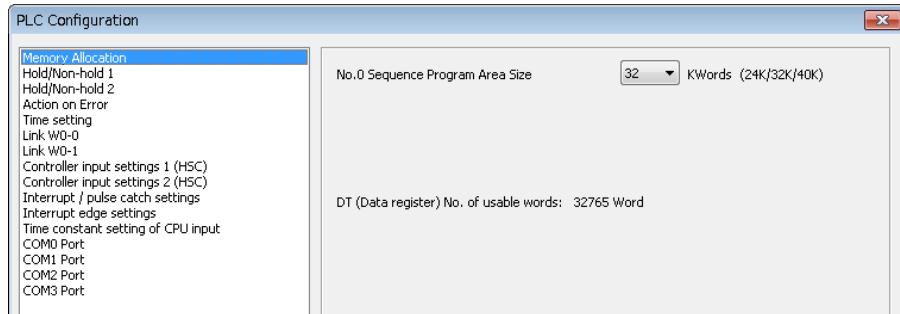 PLC Configuration
Memory Allocation
Hold/Non-hold 1
Hold/Non-hold 2
Action on Error
Time setting
Link W0-0
Link W0-1
Controller input settings 1 (HSC)
Controller input settings 2 (HSC)
Interrupt / pulse catch settings
Interrupt edge settings
Time constant setting of CPU input
COM0 Port
COM1 Port
COM2 Port
COM3 Port
No.0 Sequence Program Area Size 32 KWords (24K/32K/40K)
DT (Data register) No. of usable words: 32765 Word